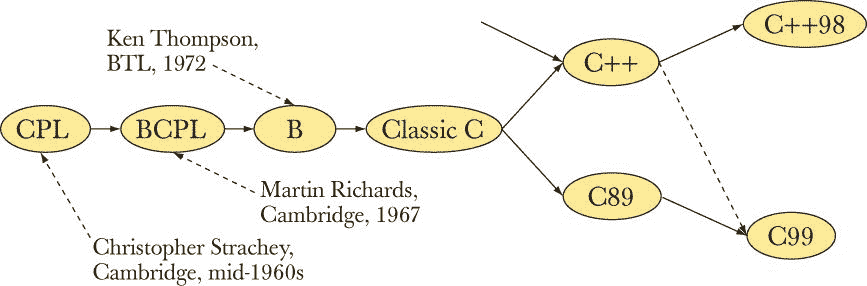 Ken Thompson,
BTL, 1972
C++
C++98
CPL
BCPL
B
Classic C
Martin Richards,
Cambridge, 1967
C89
C99
Christopher Strachey,
Cambridge, mid-1960s